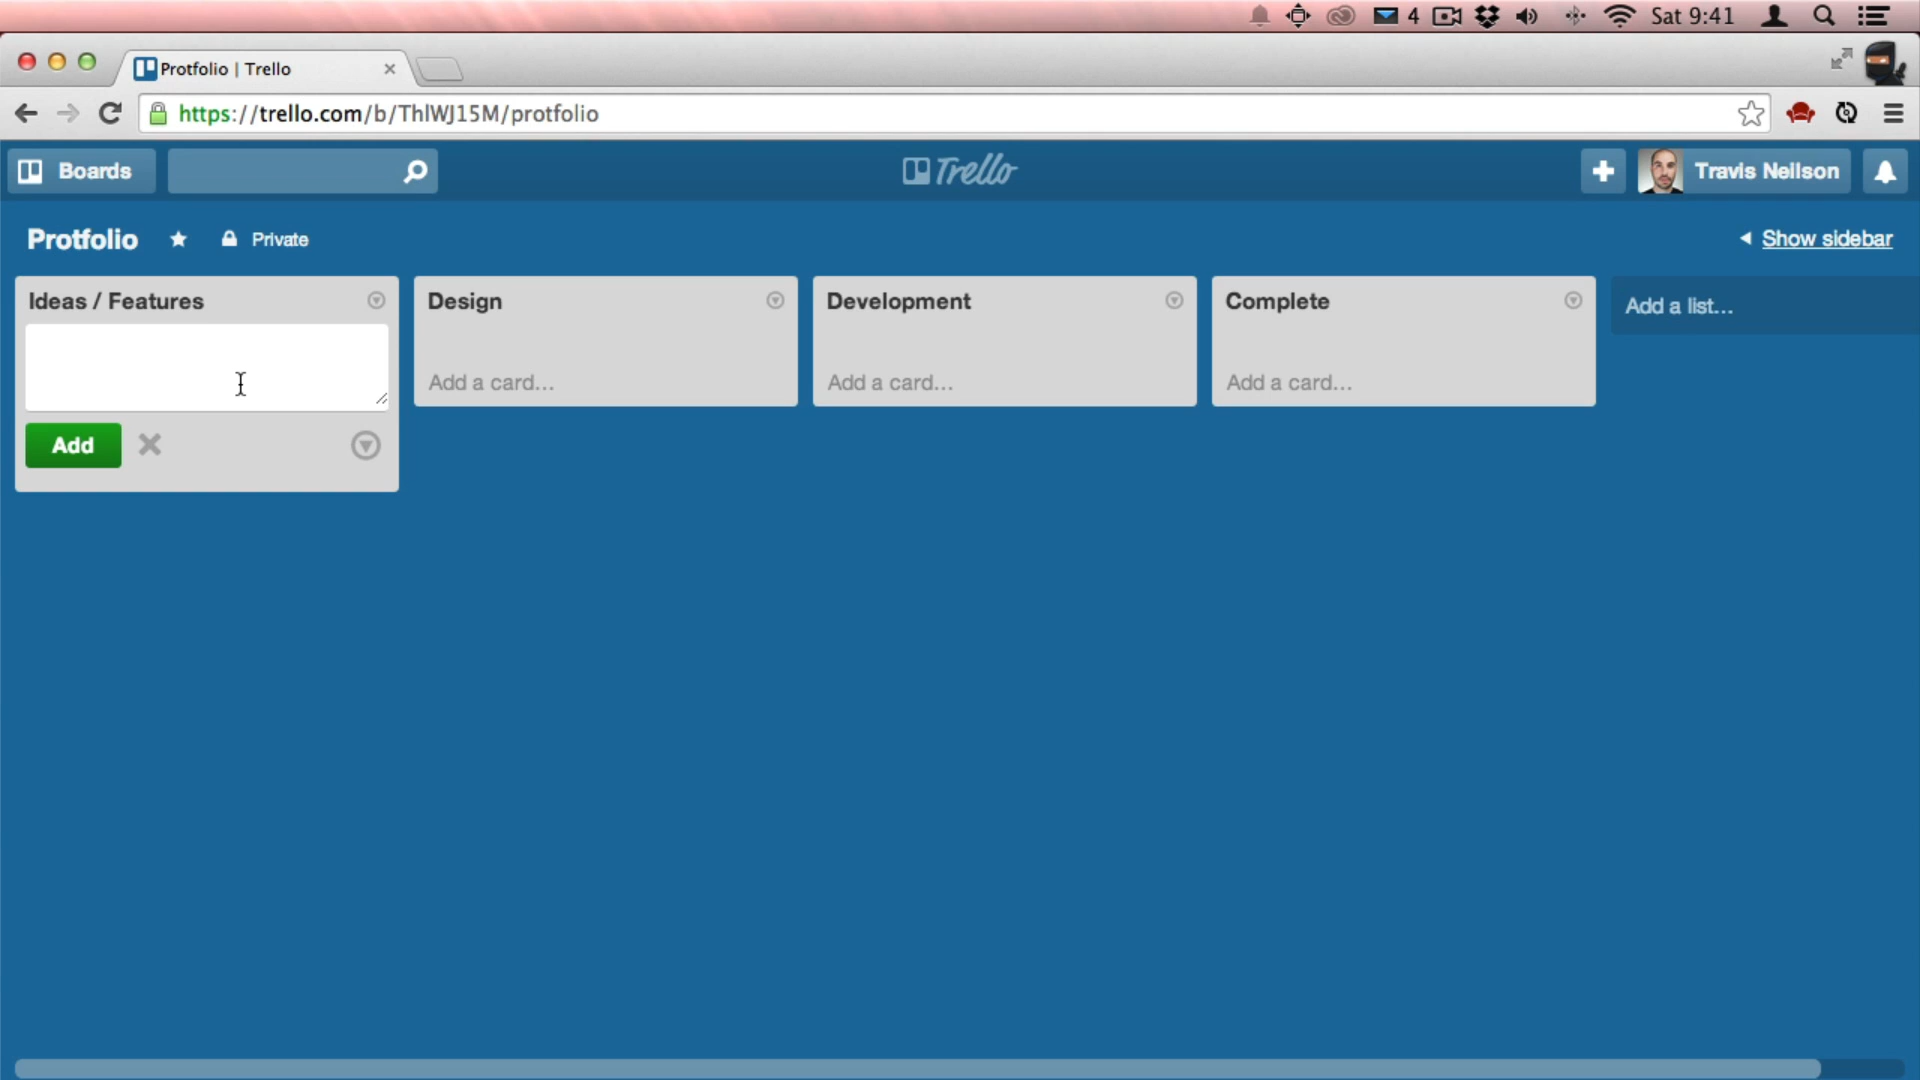 4 Sat 9:41
Protfolio | Trello
https://trello.com/b/ThlWJ15M/protfolio
Boards Trello Travis Neilson
Protfolio Private Show sidebar
Ideas / Features Design Development Complete Add a list...
Add a card... Add a card... Add a card...
Add